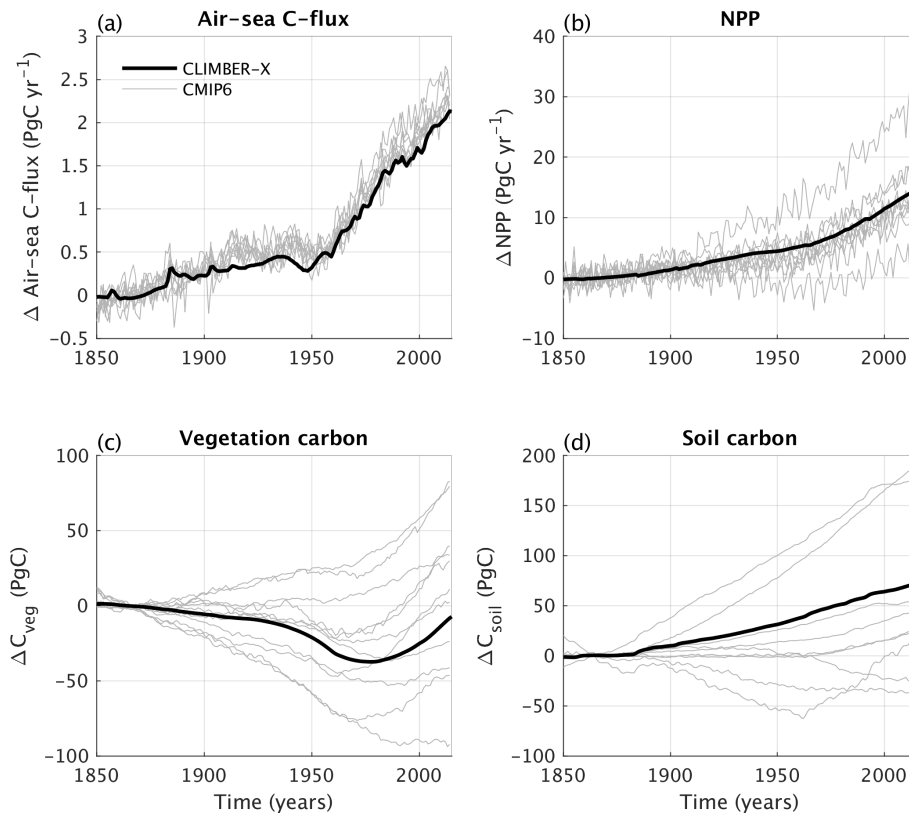 (a) Air-sea C-flux
Δ Air-sea C-flux (PgC yr⁻¹)
3
2.5
2
1.5
1
0.5
0
-0.5
CLIMBER-X
CMIP6
1850 1900 1950 2000
(b) NPP
Δ NPP (PgC yr⁻¹)
40
30
20
10
0
-10
1850 1900 1950 2000
(c) Vegetation carbon
ΔC_veg (PgC)
100
50
0
-50
-100
1850 1900 1950 2000
Time (years)
(d) Soil carbon
ΔC_soil (PgC)
200
150
100
50
0
-50
-100
1850 1900 1950 2000
Time (years)